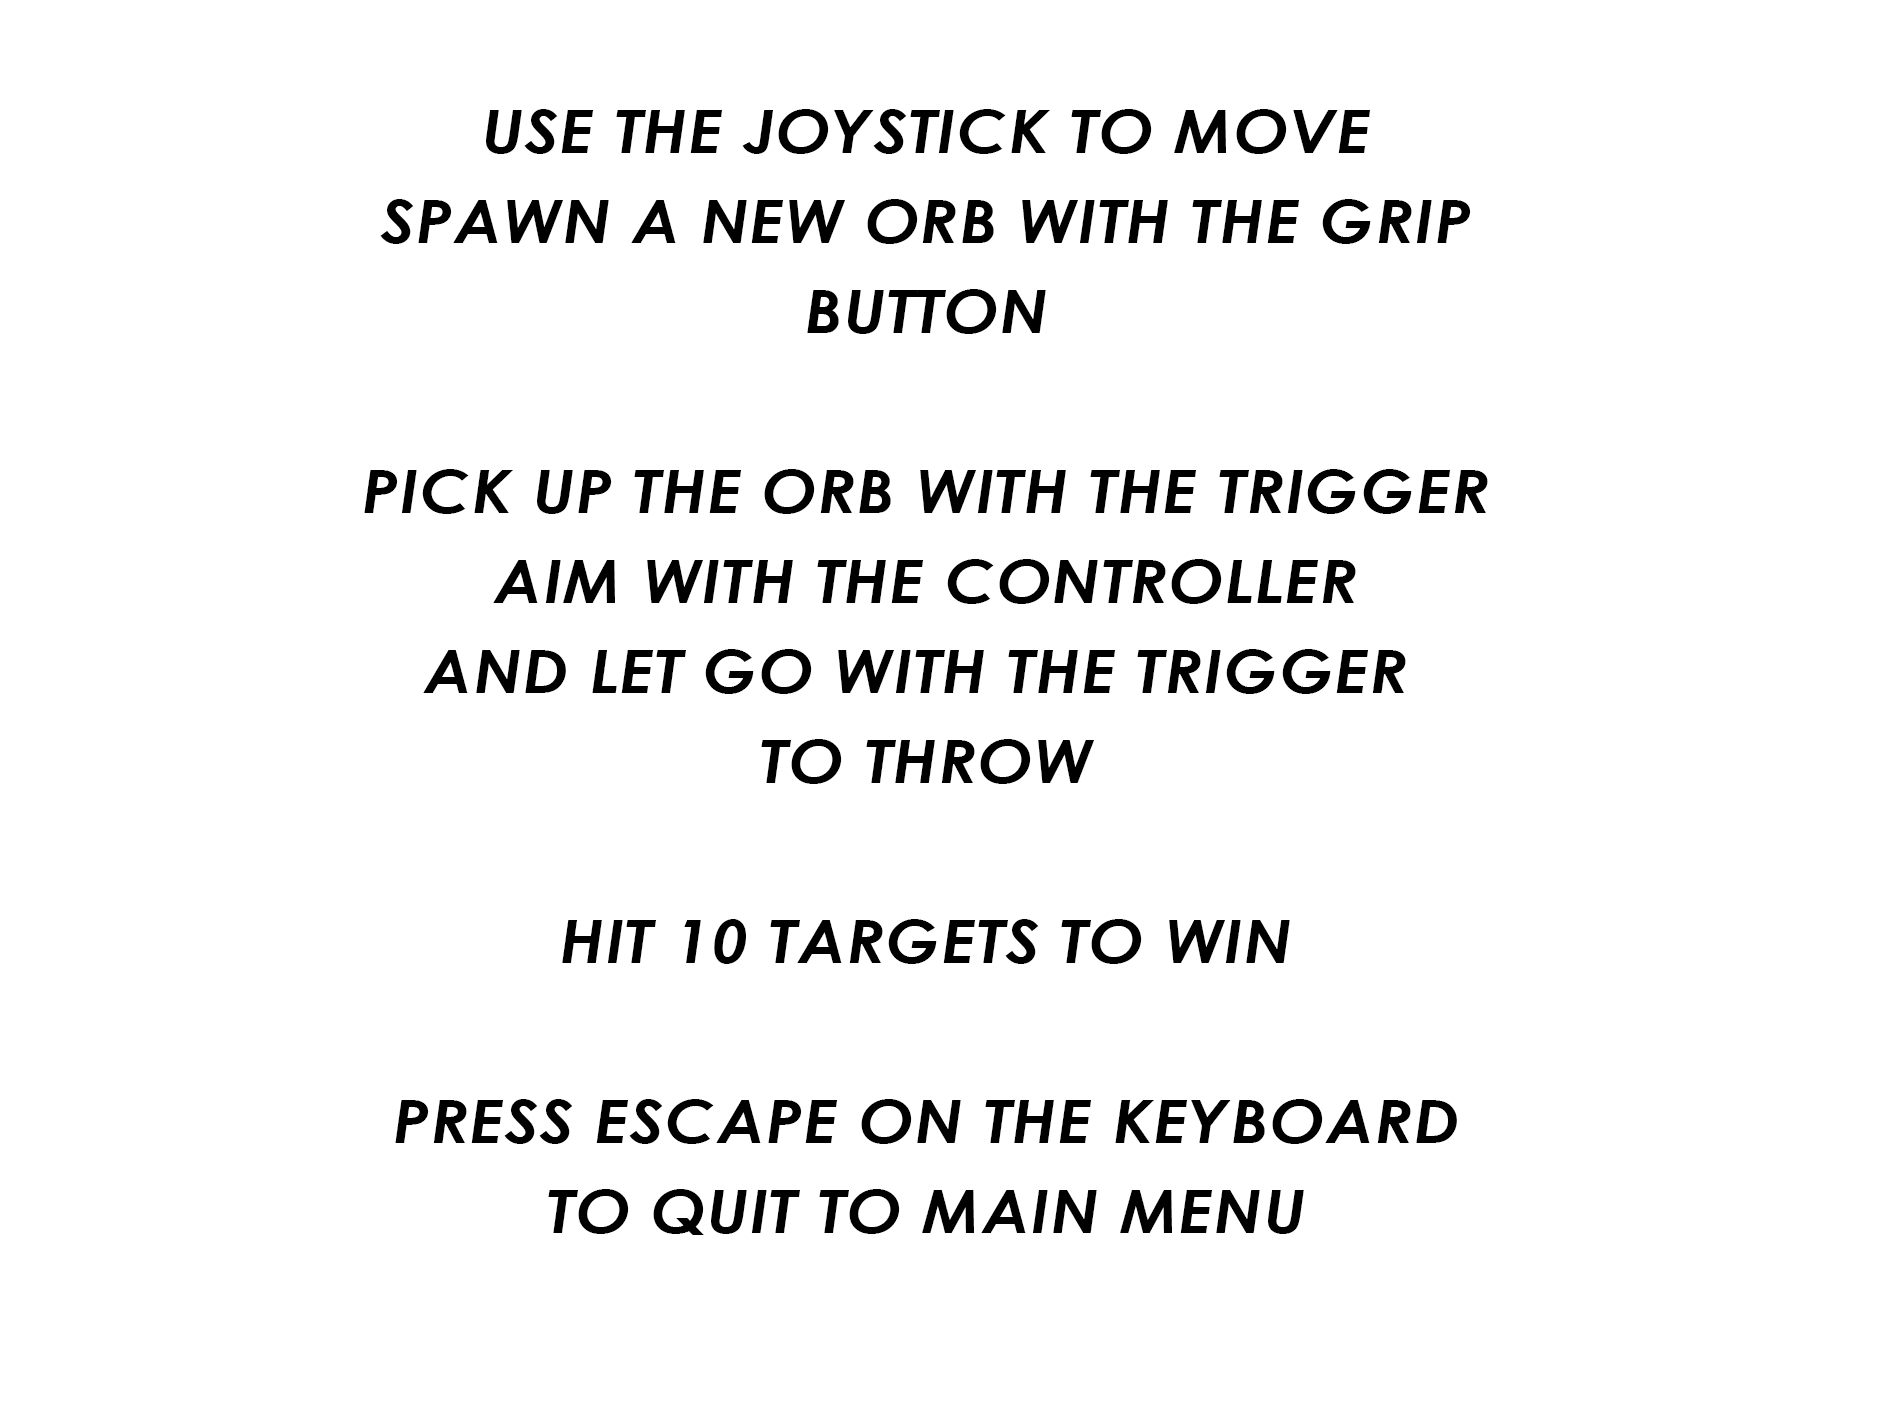 USE THE JOYSTICK TO MOVE
SPAWN A NEW ORB WITH THE GRIP
BUTTON
PICK UP THE ORB WITH THE TRIGGER
AIM WITH THE CONTROLLER
AND LET GO WITH THE TRIGGER
TO THROW
HIT 10 TARGETS TO WIN
PRESS ESCAPE ON THE KEYBOARD
TO QUIT TO MAIN MENU